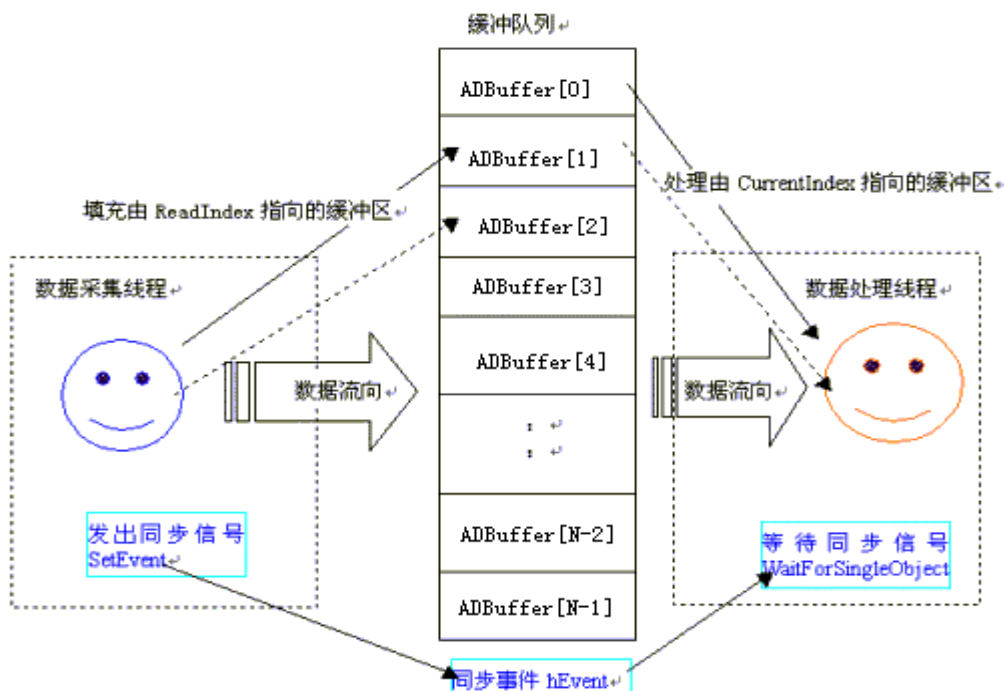 缓冲队列
ADBuffer[0]
ADBuffer[1]
处理由 CurrentIndex 指向的缓冲区
填充由 ReadIndex 指向的缓冲区
ADBuffer[2]
数据采集线程
ADBuffer[3]
数据处理线程
ADBuffer[4]
数据流向
数据流向
:
:
发出同步信号
SetEvent
ADBuffer[N-2]
等待同步信号
WaitForSingleObject
ADBuffer[N-1]
同步事件 hEvent